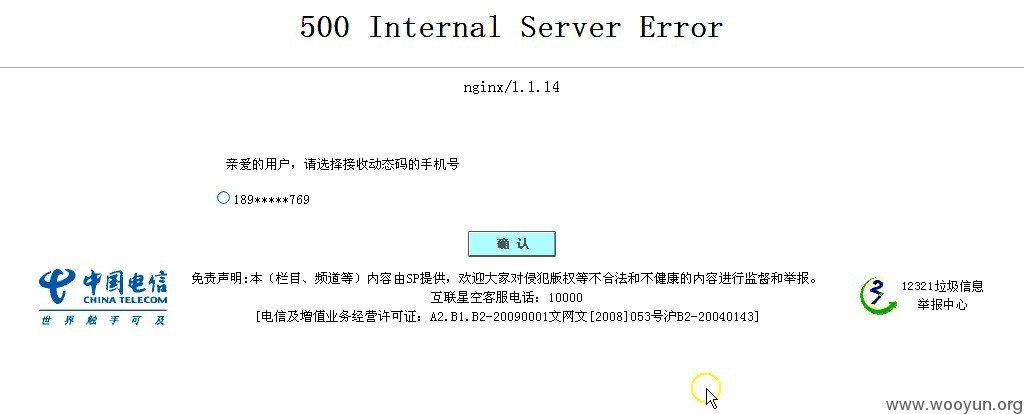 500 Internal Server Error
nginx/1.1.14
亲爱的用户，请选择接收动态码的手机号
189*****769
确 认
中国电信
CHINA TELECOM
世界触手可及
免责声明:本（栏目、频道等）内容由SP提供，欢迎大家对侵犯版权等不合法和不健康的内容进行监督和举报。
互联星空客服电话：10000
[电信及增值业务经营许可证：A2.B1.B2-20090001文网文[2008]053号沪B2-20040143]
12321垃圾信息
举报中心
www.wooyun.org